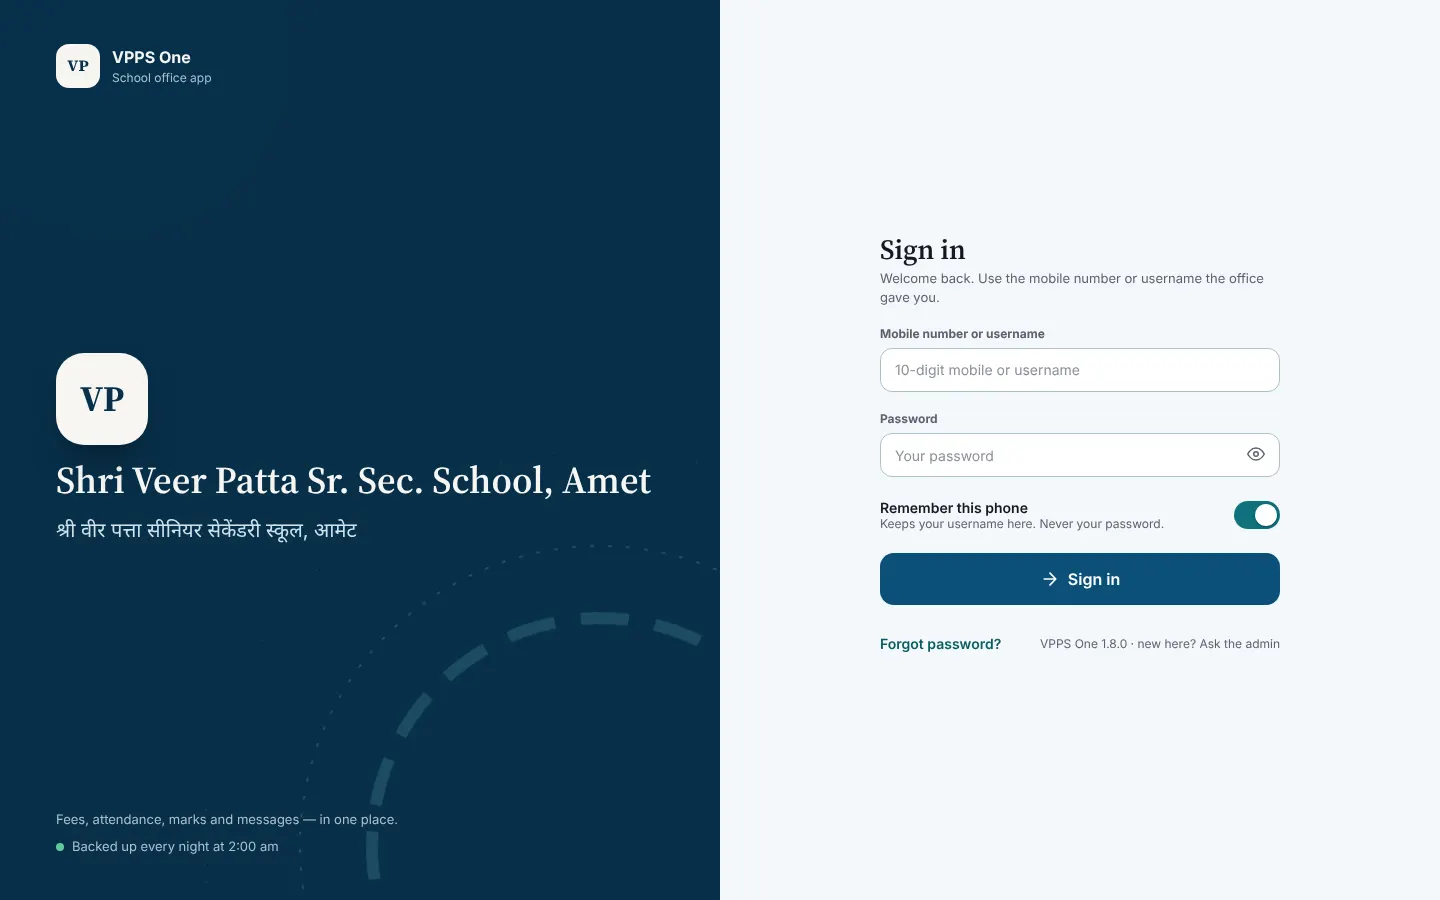 VP
VPPS One
School office app
VP
Shri Veer Patta Sr. Sec. School, Amet
श्री वीर पत्ता सीनियर सेकेंडरी स्कूल, आमेट
Fees, attendance, marks and messages — in one place.
Backed up every night at 2:00 am
Sign in
Welcome back. Use the mobile number or username the office
gave you.
Mobile number or username
10-digit mobile or username
Password
Your password
Remember this phone
Keeps your username here. Never your password.
Sign in
Forgot password?
VPPS One 1.8.0 · new here? Ask the admin